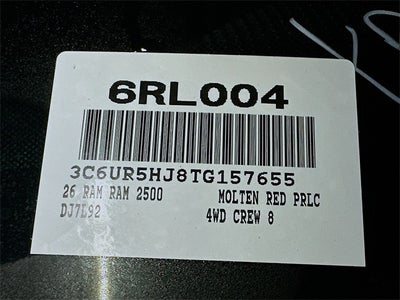 6RL004
3C6UR5HJ8TG157655
26 RAM RAM 2500 MOLTEN RED PRLC
DJ7L92 4WD CREW 8